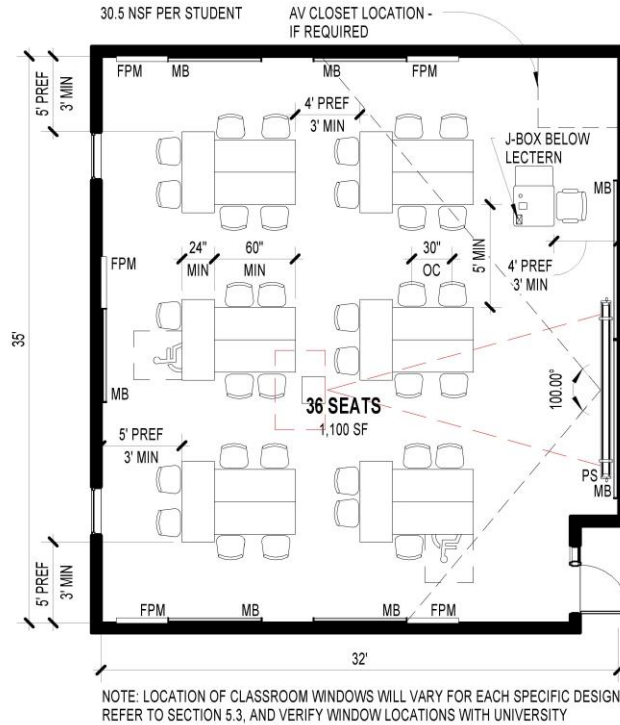 30.5 NSF PER STUDENT
AV CLOSET LOCATION -
IF REQUIRED
FPM
MB
MB
FPM
5' PREF
3' MIN
4' PREF
3' MIN
J-BOX BELOW
LECTERN
MB
24"
MIN
60"
MIN
30"
OC
5' MIN
4' PREF
3' MIN
FPM
35'
MB
36 SEATS
1,100 SF
100.00°
5' PREF
3' MIN
PS
MB
5' PREF
3' MIN
FPM
MB
MB
FPM
32'
NOTE: LOCATION OF CLASSROOM WINDOWS WILL VARY FOR EACH SPECIFIC DESIGN
REFER TO SECTION 5.3, AND VERIFY WINDOW LOCATIONS WITH UNIVERSITY